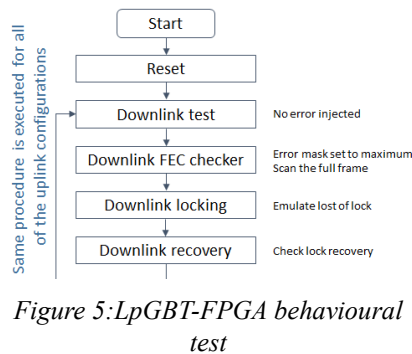 Same procedure is executed for all
of the uplink configurations
Start
Reset
Downlink test
No error injected
Downlink FEC checker
Error mask set to maximum
Scan the full frame
Downlink locking
Emulate lost of lock
Downlink recovery
Check lock recovery
Figure 5:LpGBT-FPGA behavioural
test